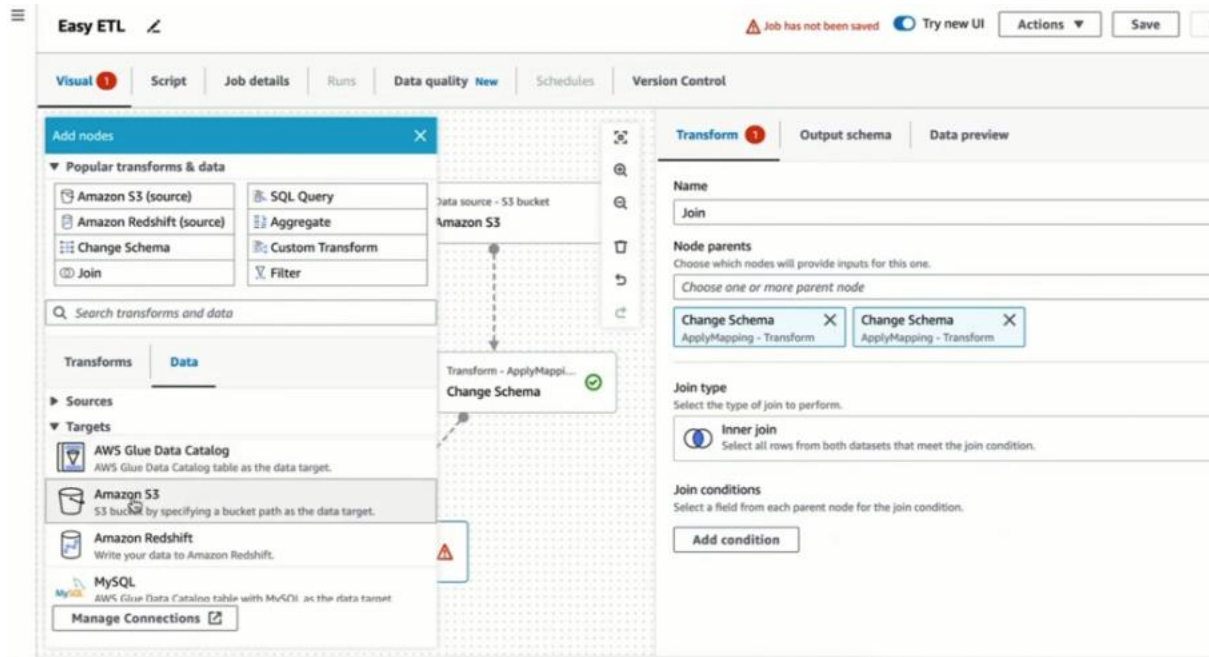 Easy ETL
Job has not been saved
Try new UI
Actions
Save
Visual 1
Script
Job details
Runs
Data quality New
Schedules
Version Control
Add nodes
Popular transforms & data
Amazon S3 (source)
SQL Query
Amazon Redshift (source)
Aggregate
Change Schema
Custom Transform
Join
Filter
Search transforms and data
Transforms
Data
Sources
Targets
AWS Glue Data Catalog
AWS Glue Data Catalog table as the data target.
Amazon S3
S3 bucket by specifying a bucket path as the data target.
Amazon Redshift
Write your data to Amazon Redshift.
MySQL
MySQL
AWS Glue Data Catalog table with MySQL as the data target
Manage Connections
Data source - S3 bucket
Amazon S3
Transform - ApplyMappi...
Change Schema
Transform 1
Output schema
Data preview
Name
Join
Node parents
Choose which nodes will provide inputs for this one.
Choose one or more parent node
Change Schema
ApplyMapping - Transform
Change Schema
ApplyMapping - Transform
Join type
Select the type of join to perform.
Inner join
Select all rows from both datasets that meet the join condition.
Join conditions
Select a field from each parent node for the join condition.
Add condition